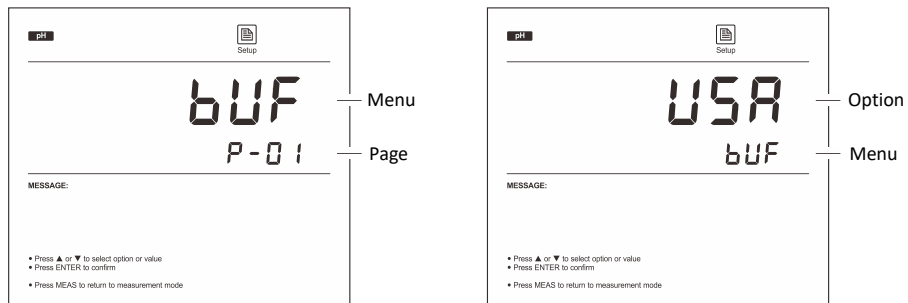 pH
Setup
bUF
Menu
P-01
Page
MESSAGE:
• Press ▲ or ▼ to select option or value
• Press ENTER to confirm
• Press MEAS to return to measurement mode
pH
Setup
USA
Option
bUF
Menu
MESSAGE:
• Press ▲ or ▼ to select option or value
• Press ENTER to confirm
• Press MEAS to return to measurement mode